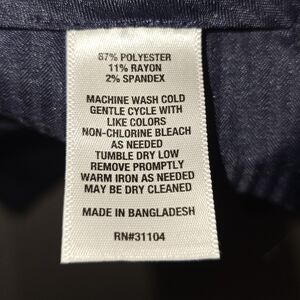 87% POLYESTER
11% RAYON
2% SPANDEX
MACHINE WASH COLD
GENTLE CYCLE WITH
LIKE COLORS
NON-CHLORINE BLEACH
AS NEEDED
TUMBLE DRY LOW
REMOVE PROMPTLY
WARM IRON AS NEEDED
MAY BE DRY CLEANED
MADE IN BANGLADESH
RN#31104